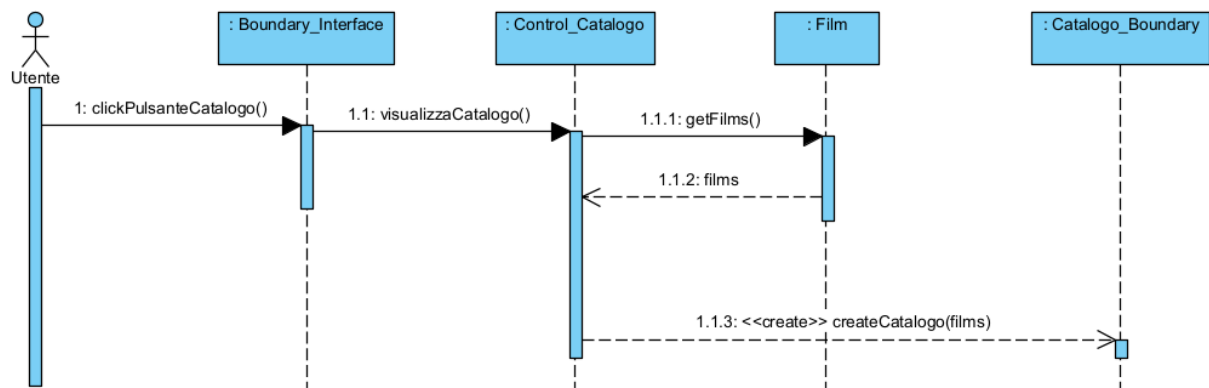 : Boundary_Interface
: Control_Catalogo
: Film
: Catalogo_Boundary
Utente
1: clickPulsanteCatalogo()
1.1: visualizzaCatalogo()
1.1.1: getFilms()
1.1.2: films
1.1.3: <<create>> createCatalogo(films)